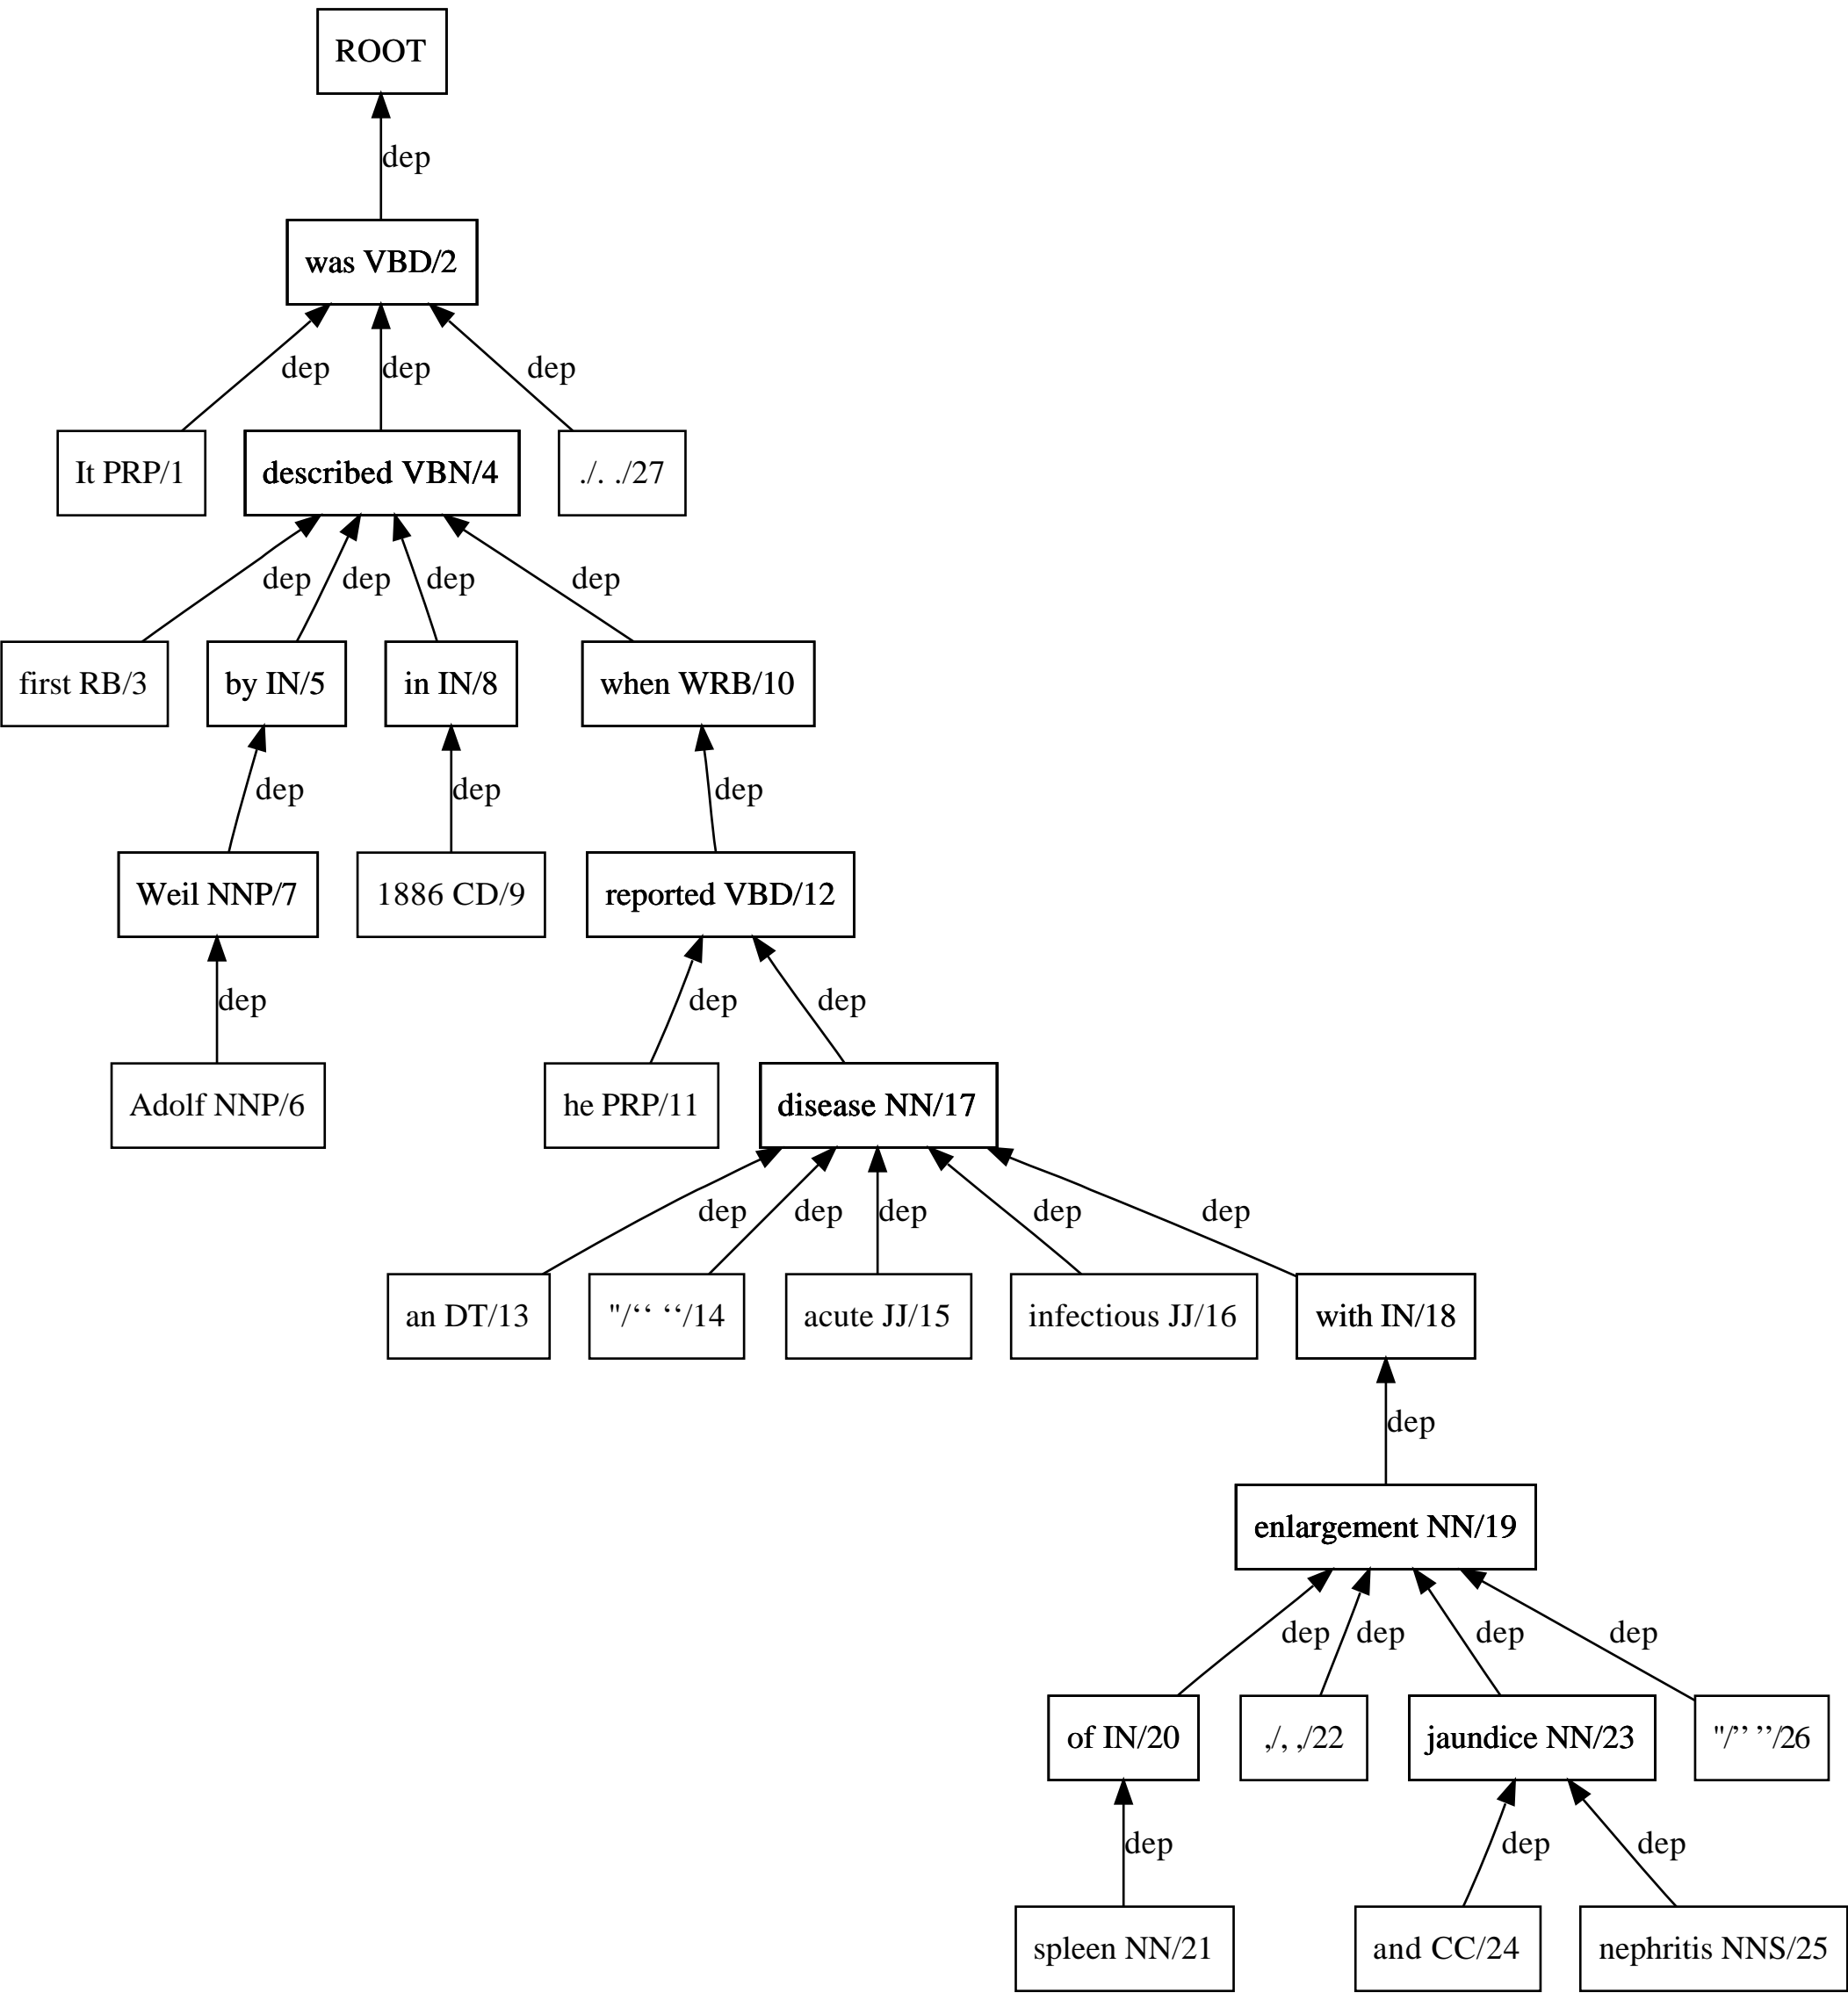 ROOT
dep
was VBD/2
dep dep dep
It PRP/1 described VBN/4 ./. ./27
dep dep dep dep
first RB/3 by IN/5 in IN/8 when WRB/10
dep dep dep
Weil NNP/7 1886 CD/9 reported VBD/12
dep dep dep
Adolf NNP/6 he PRP/11 disease NN/17
dep dep dep dep dep
an DT/13 "/“ “/14 acute JJ/15 infectious JJ/16 with IN/18
dep
enlargement NN/19
dep dep dep dep
of IN/20 ,/, ,/22 jaundice NN/23 "/” ”/26
dep dep dep
spleen NN/21 and CC/24 nephritis NNS/25